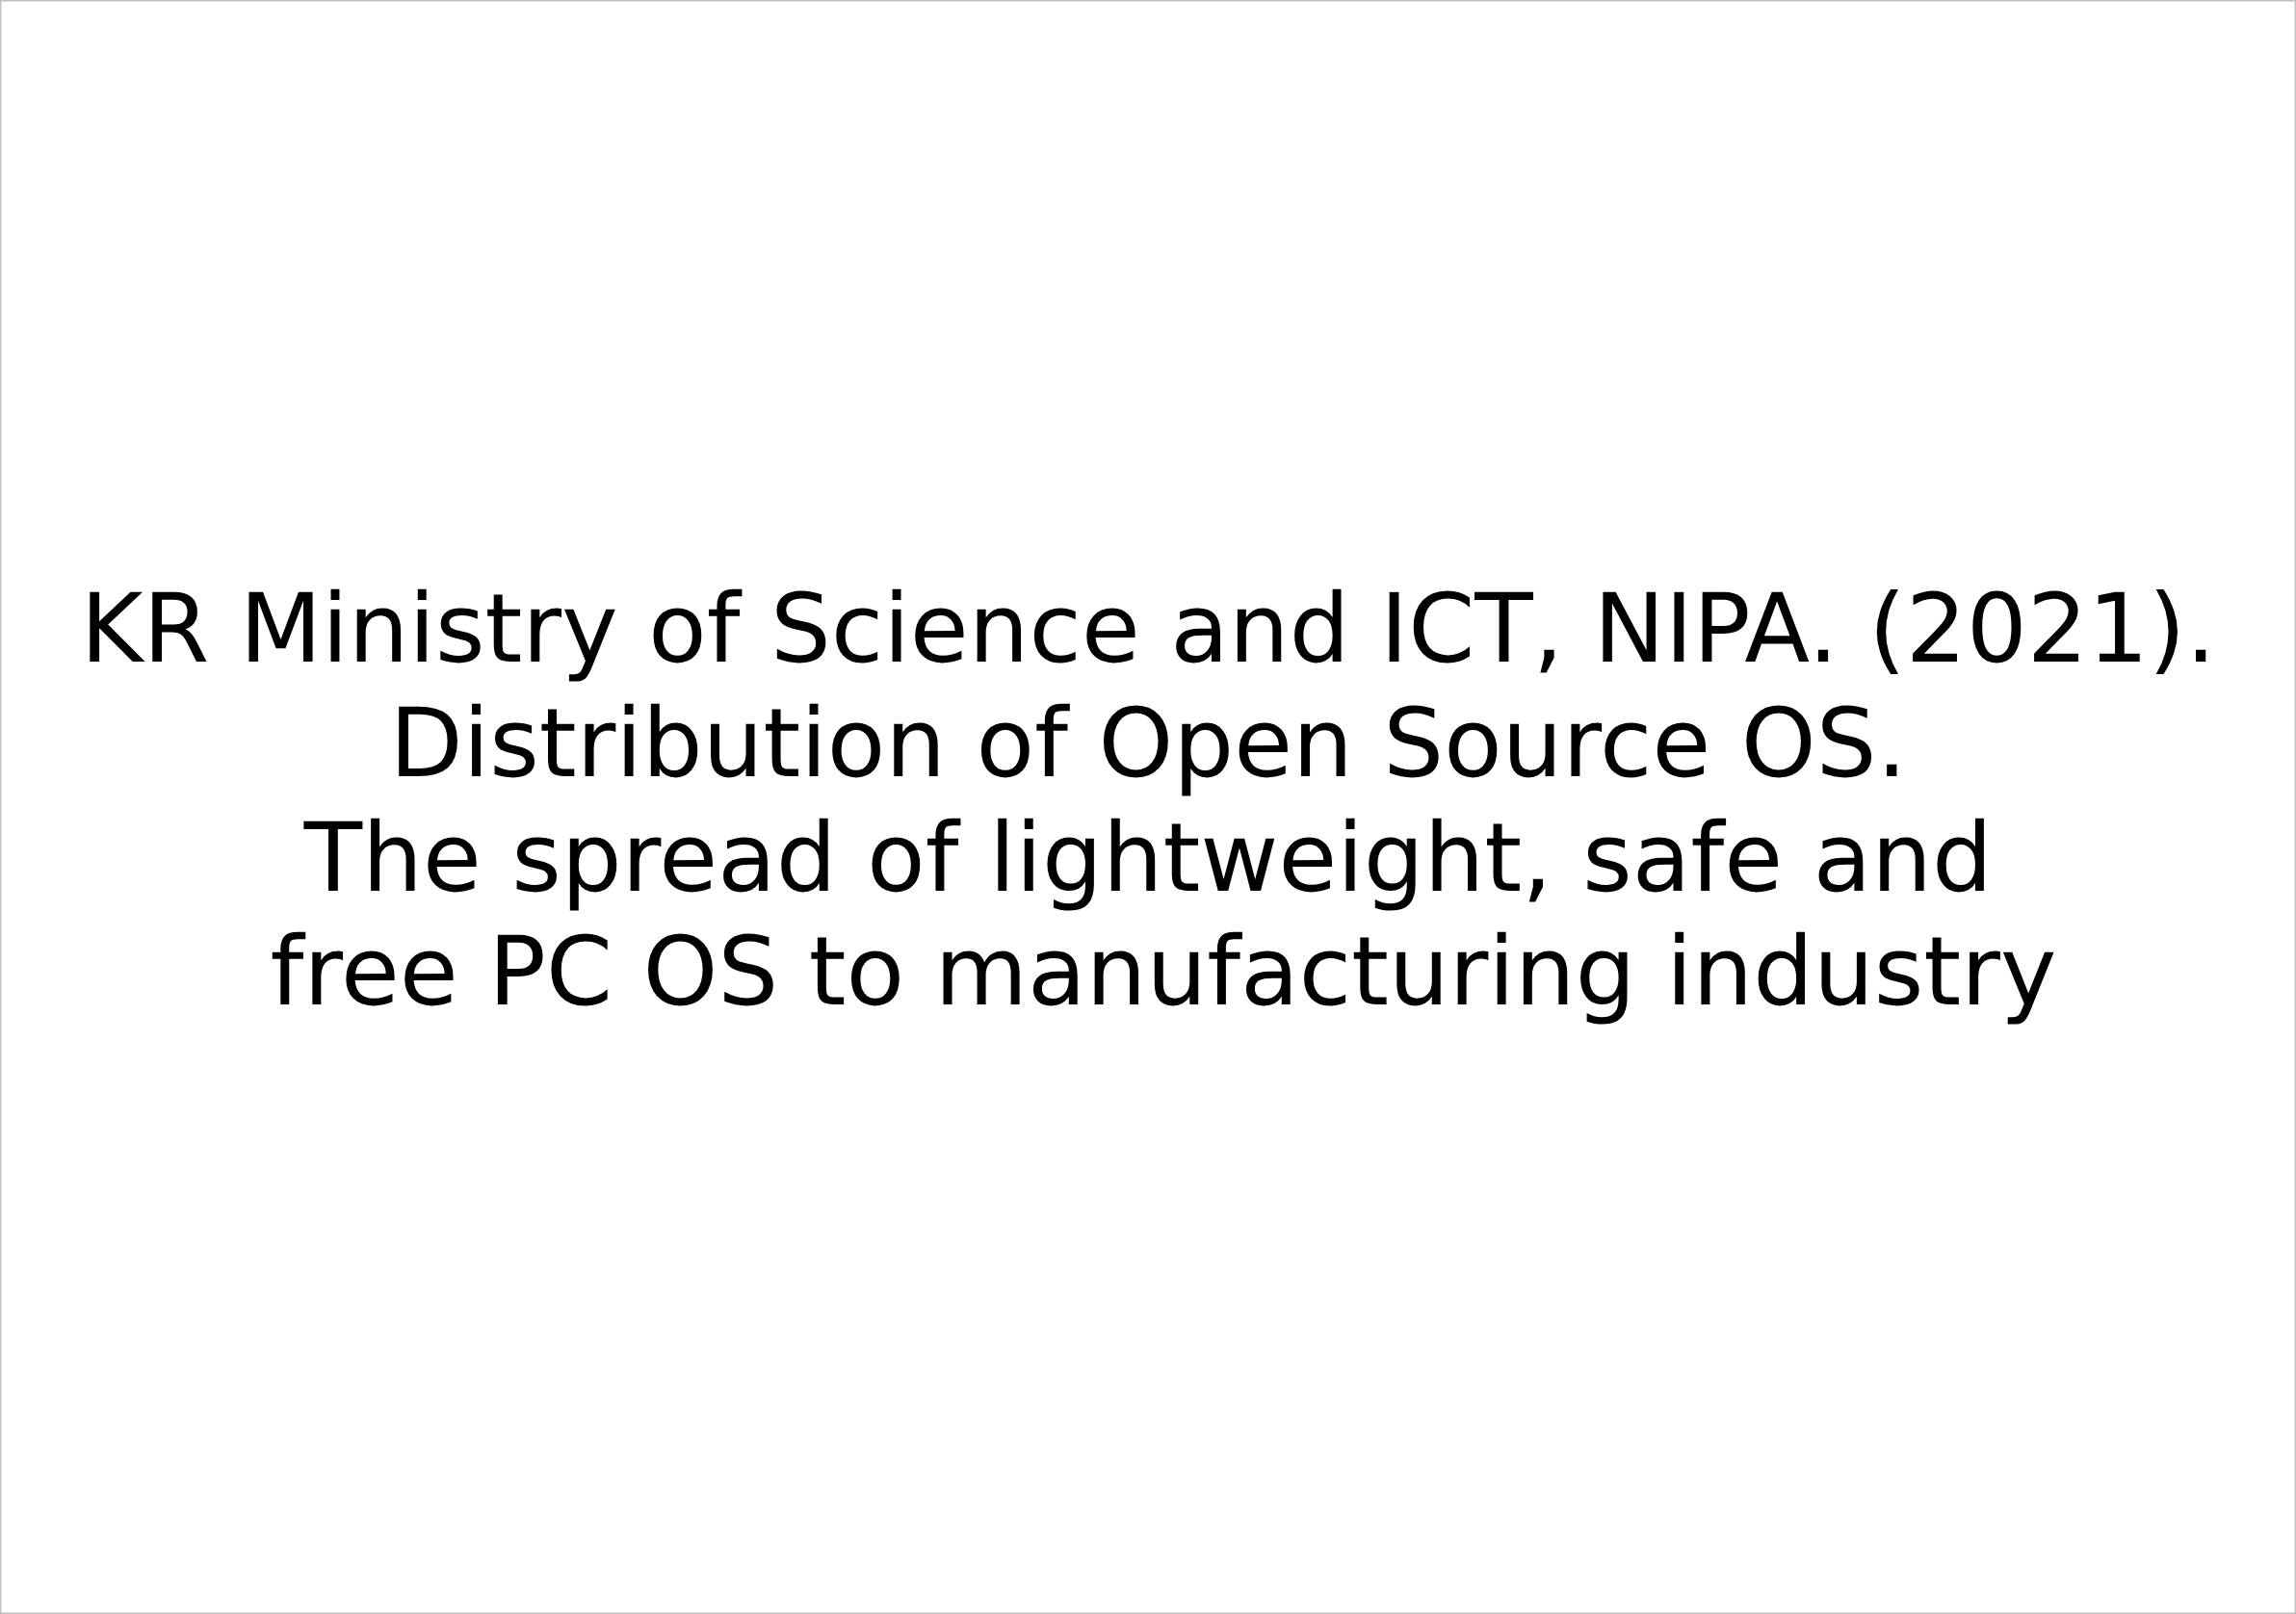 KR Ministry of Science and ICT, NIPA. (2021).
Distribution of Open Source OS.
The spread of lightweight, safe and
free PC OS to manufacturing industry